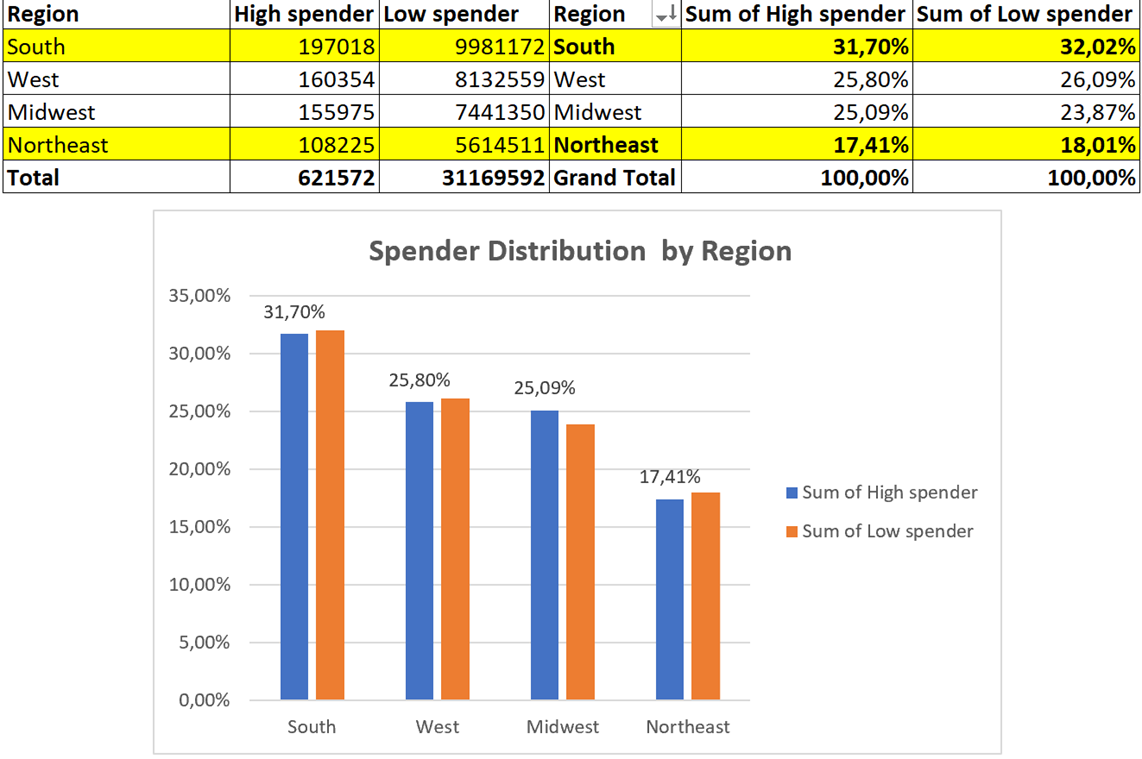 Region High spender Low spender Region Sum of High spender Sum of Low spender
South 197018 9981172 South 31,70% 32,02%
West 160354 8132559 West 25,80% 26,09%
Midwest 155975 7441350 Midwest 25,09% 23,87%
Northeast 108225 5614511 Northeast 17,41% 18,01%
Total 621572 31169592 Grand Total 100,00% 100,00%
Spender Distribution by Region
35,00%
30,00%
25,00%
20,00%
15,00%
10,00%
5,00%
0,00%
31,70%
25,80%
25,09%
17,41%
South West Midwest Northeast
Sum of High spender
Sum of Low spender